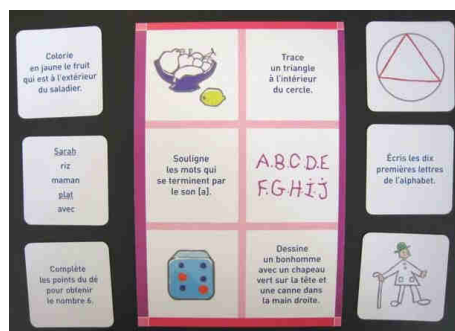 Colorie
en jaune le fruit
qui est à l'extérieur
du saladier.
Trace
un triangle
à l'intérieur
du cercle.
Sarah
riz
maman
plat
avec
Souligne
les mots qui
se terminent par
le son [a].
A.B.C.D.E
F.G.H.I.J
Écris les dix
premières lettres
de l'alphabet.
Complète
les points du dé
pour obtenir
le nombre 6.
Dessine
un bonhomme
avec un chapeau
vert sur la tête et
une canne dans
la main droite.